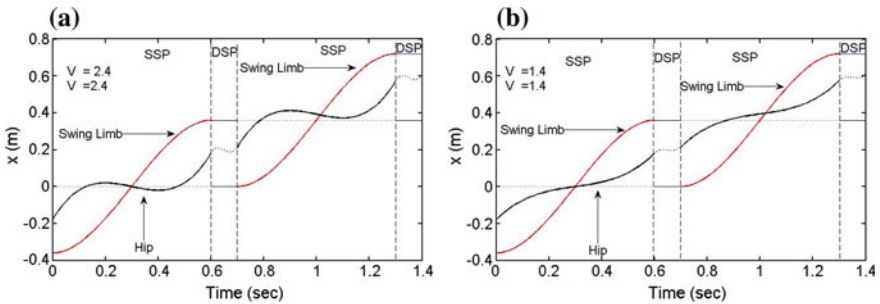 (a)
0.8
0.6
0.4
0.2
0
-0.2
-0.4
x (m)
SSP
DSP
SSP
DSP
V = 2.4
V = 2.4
Swing Limb
Swing Limb
Hip
0
0.2
0.4
0.6
0.8
1
1.2
1.4
Time (sec)
(b)
0.8
0.6
0.4
0.2
0
-0.2
-0.4
x (m)
SSP
DSP
SSP
DSP
V =1.4
V =1.4
Swing Limb
Swing Limb
Hip
0
0.2
0.4
0.6
0.8
1
1.2
1.4
Time (sec)